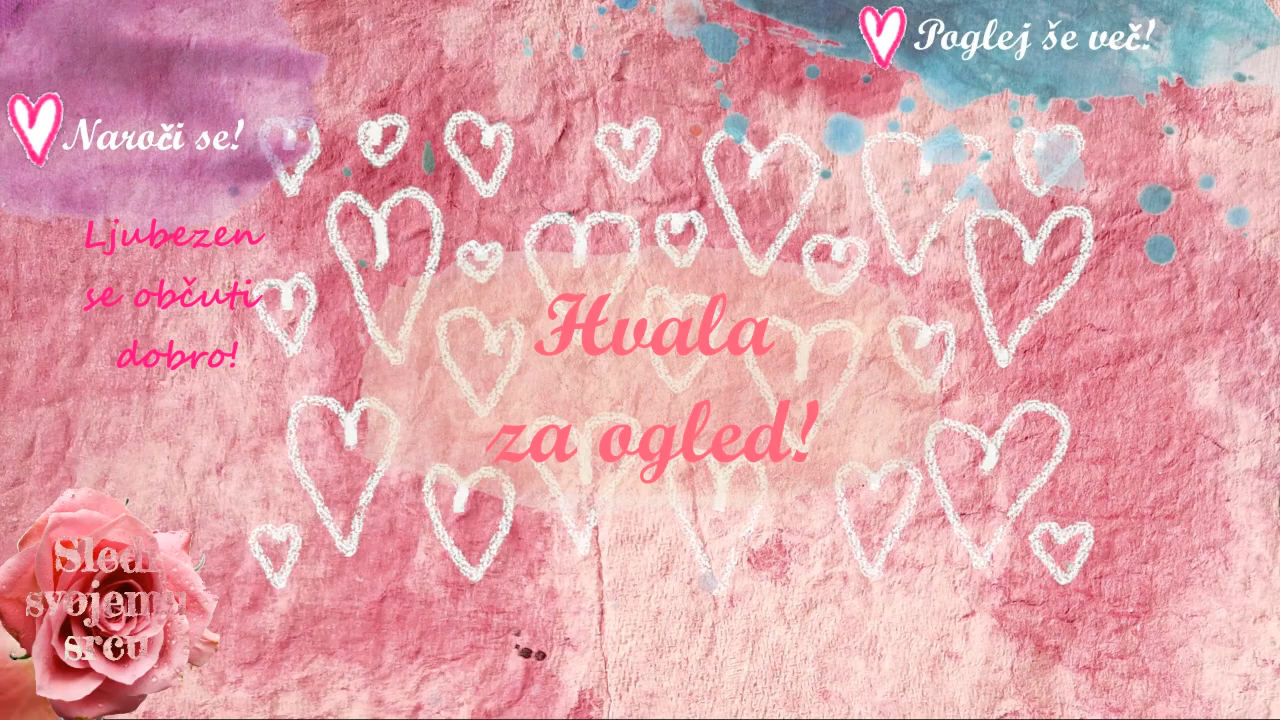 Poglej še več!
Naroči se!
Ljubezen
se občuti
dobro!
Hvala
za ogled!
Sledi
svojemu
srcu